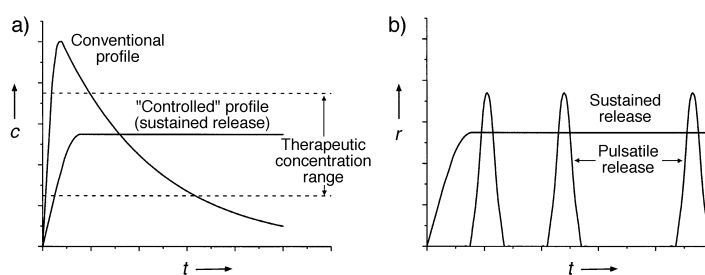 a)
Conventional
profile
"Controlled" profile
(sustained release)
Therapeutic
concentration
range
c
t
b)
Sustained
release
Pulsatile
release
r
t